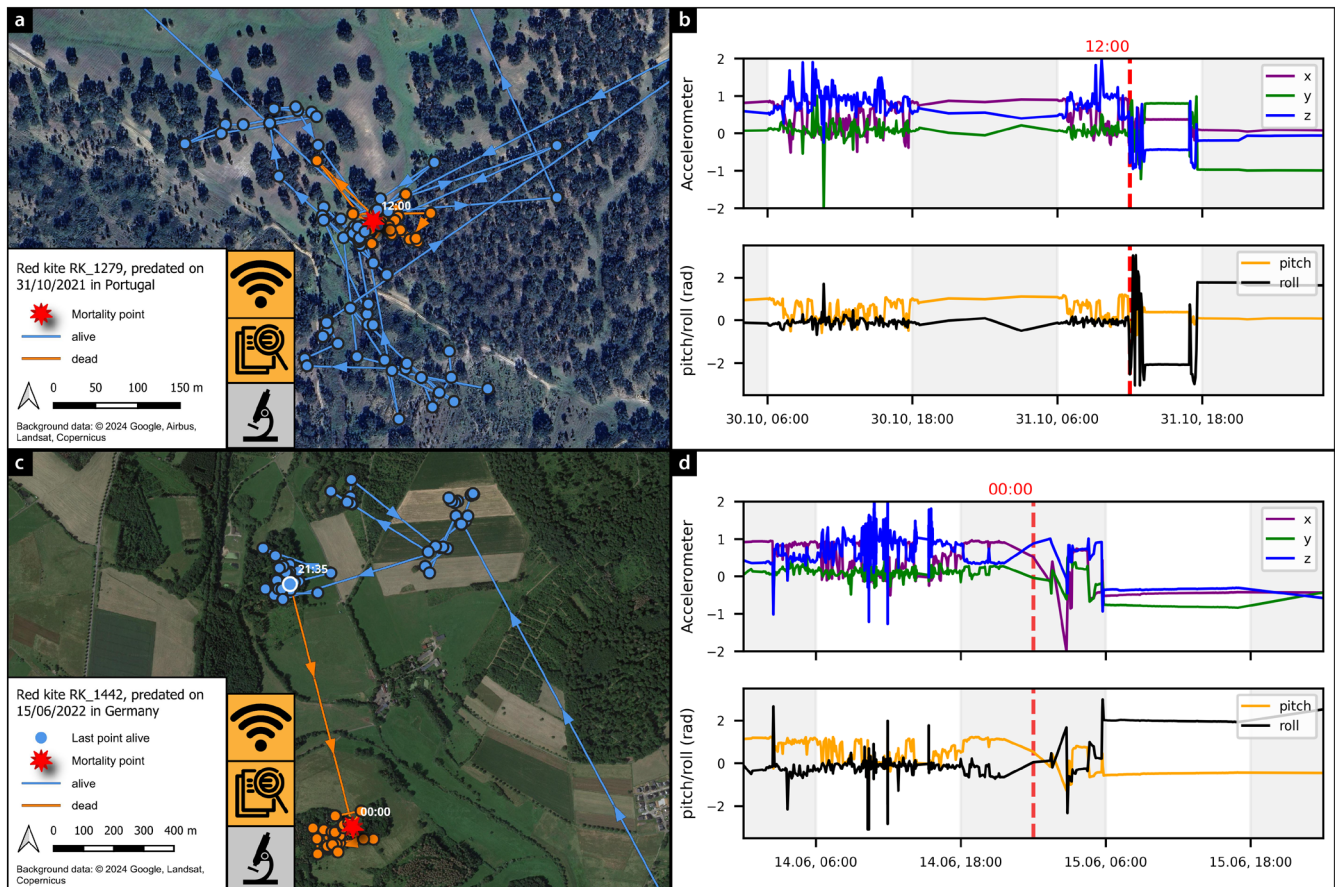 a
12:00
Red kite RK_1279, predated on
31/10/2021 in Portugal
Mortality point
alive
dead
0 50 100 150 m
Background data: © 2024 Google, Airbus,
Landsat, Copernicus
b
12:00
Accelerometer
2
1
0
−1
−2
x
y
z
pitch/roll (rad)
2
0
−2
pitch
roll
30.10, 06:00 30.10, 18:00 31.10, 06:00 31.10, 18:00
c
21:35
00:00
Red kite RK_1442, predated on
15/06/2022 in Germany
Last point alive
Mortality point
alive
dead
0 100 200 300 400 m
Background data: © 2024 Google, Landsat,
Copernicus
d
00:00
Accelerometer
2
1
0
−1
−2
x
y
z
pitch/roll (rad)
2
0
−2
pitch
roll
14.06, 06:00 14.06, 18:00 15.06, 06:00 15.06, 18:00